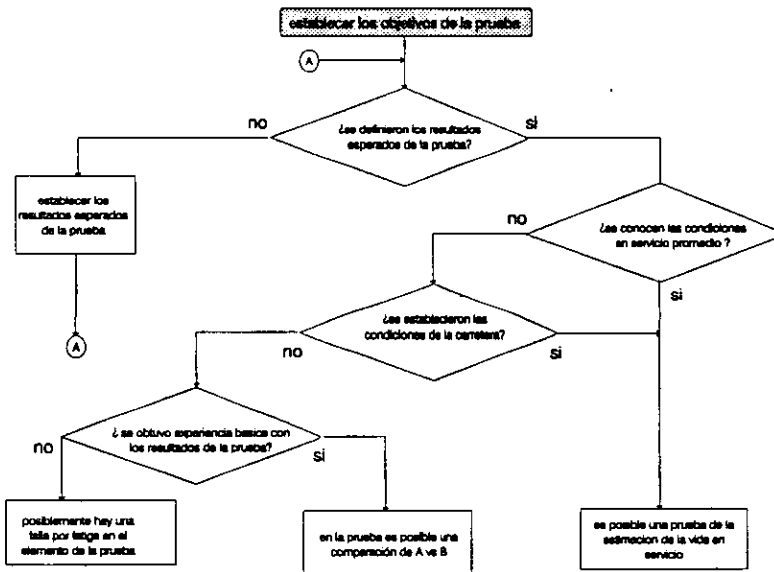 establecer los objetivos de la prueba
A
¿se definieron los resultados
esperados de la prueba?
no
si
establecer los
resultados esperados
de la prueba
A
¿se conocen las condiciones
en servicio promedio ?
no
si
¿se establecieron las
condiciones de la carretera?
no
si
¿ se obtuvo experiencia basica con
los resultados de la prueba?
no
si
posiblemente hay una
falla por fatiga en el
elemento de la prueba
en la prueba es posible una
comparación de A vs B
es posible una prueba de la
estimacion de la vida en
servicio